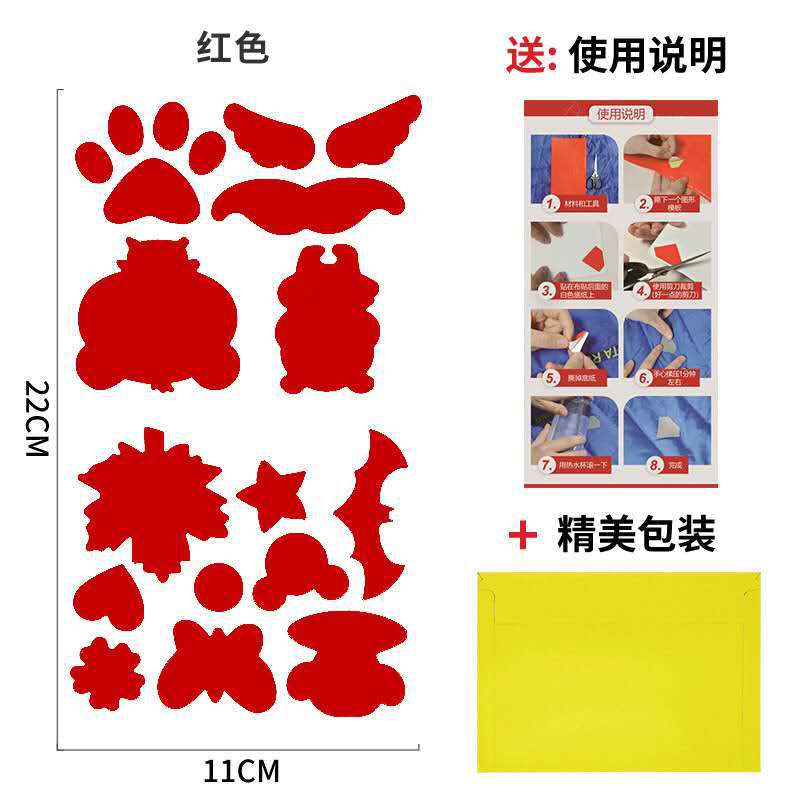 红色
22CM
11CM
送: 使用说明
使用说明
1. 材料和工具
2. 撕下一个图形
模板
3. 贴在布贴后面的
白色底纸上
4. 使用剪刀裁剪
(好一点的剪刀)
5. 撕掉底纸
6. 手心揉压1分钟
左右
7. 用热水杯滚一下
8. 完成
+ 精美包装